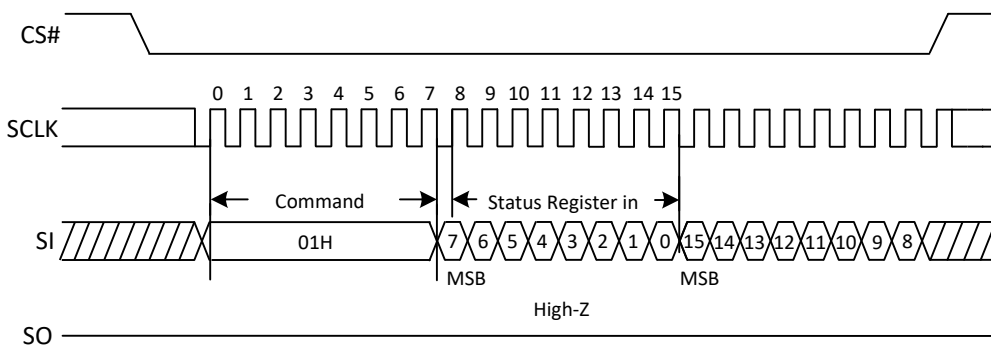 CS#
0 1 2 3 4 5 6 7 8 9 10 11 12 13 14 15
SCLK
Command Status Register in
SI 01H 7 6 5 4 3 2 1 0 15 14 13 12 11 10 9 8
MSB MSB
High-Z
SO